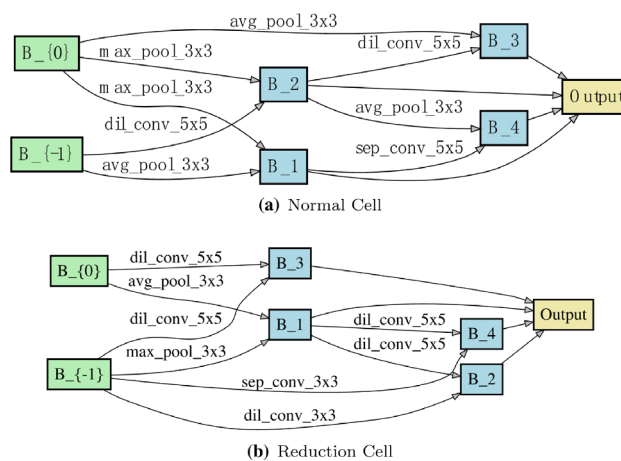 avg_pool_3x3
B_{0}
max_pool_3x3
dil_conv_5x5
B_3
max_pool_3x3
B_2
Output
dil_conv_5x5
avg_pool_3x3
B_4
B_{-1}
avg_pool_3x3
B_1
sep_conv_5x5
(a) Normal Cell
B_{0}
dil_conv_5x5
B_3
avg_pool_3x3
dil_conv_5x5
B_1
dil_conv_5x5
B_4
Output
max_pool_3x3
dil_conv_5x5
B_{-1}
sep_conv_3x3
B_2
dil_conv_3x3
(b) Reduction Cell